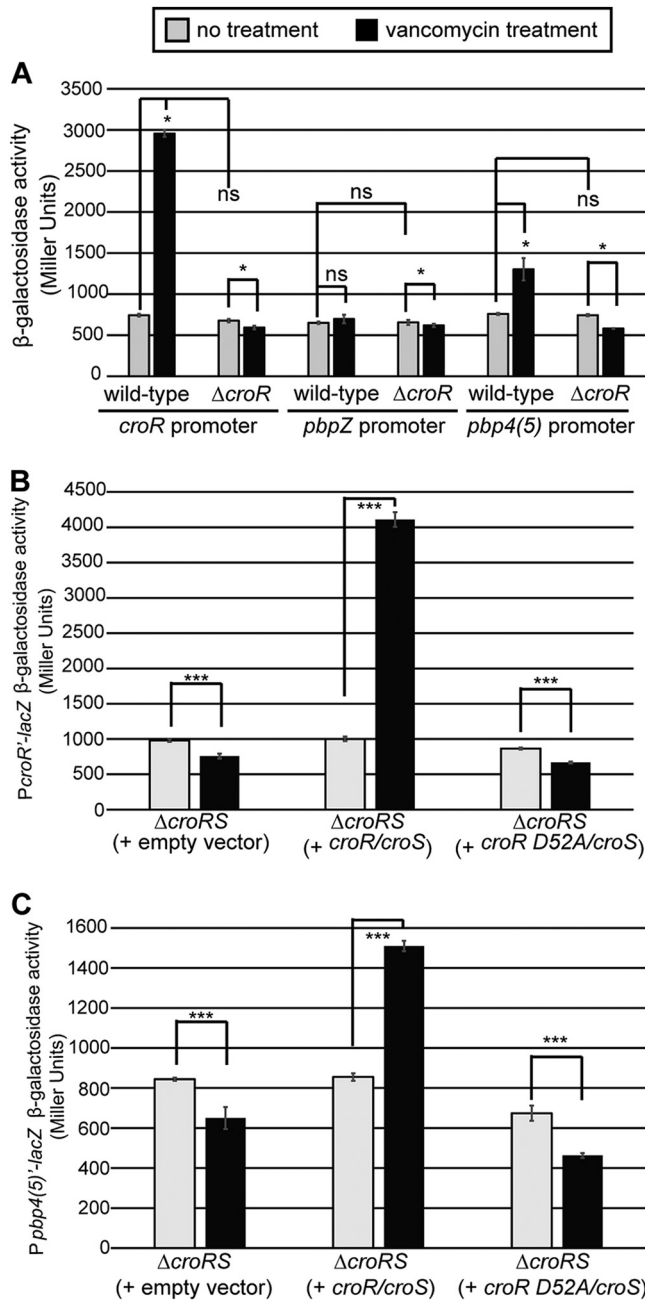 no treatment vancomycin treatment
A
β-galactosidase activity
(Miller Units)
3500
3000
2500
2000
1500
1000
500
0
*
ns
*
ns
ns
*
ns
*
*
wild-type ΔcroR wild-type ΔcroR wild-type ΔcroR
croR promoter pbpZ promoter pbp4(5) promoter
B
PcroR'-lacZ β-galactosidase activity
(Miller Units)
4500
4000
3500
3000
2500
2000
1500
1000
500
0
***
***
***
ΔcroRS ΔcroRS ΔcroRS
(+ empty vector) (+ croR/croS) (+ croR D52A/croS)
C
P pbp4(5)'-lacZ β-galactosidase activity
(Miller Units)
1600
1400
1200
1000
800
600
400
200
0
***
***
***
ΔcroRS ΔcroRS ΔcroRS
(+ empty vector) (+ croR/croS) (+ croR D52A/croS)